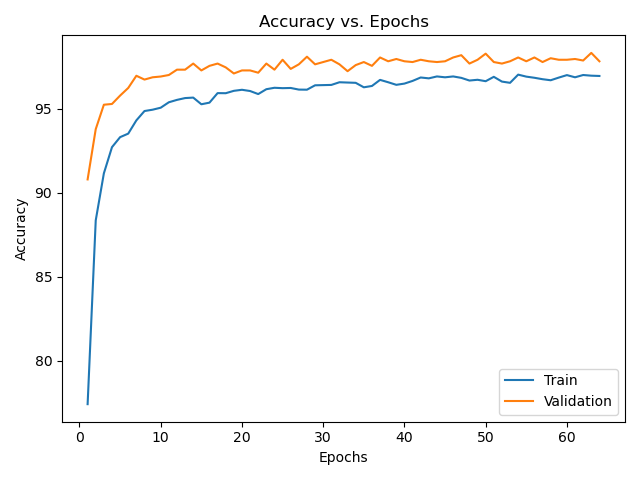 Accuracy vs. Epochs
Accuracy
95
90
85
80
0 10 20 30 40 50 60
Epochs
Train
Validation